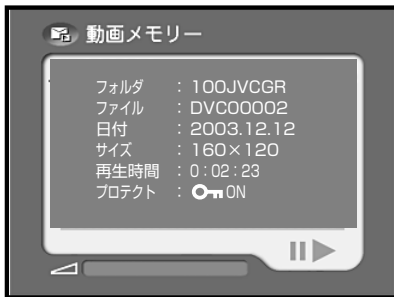 動画メモリー
フォルダ : 100JVCGR
ファイル : DVC00002
日付 : 2003.12.12
サイズ : 160×120
再生時間 : 0:02:23
プロテクト : ON